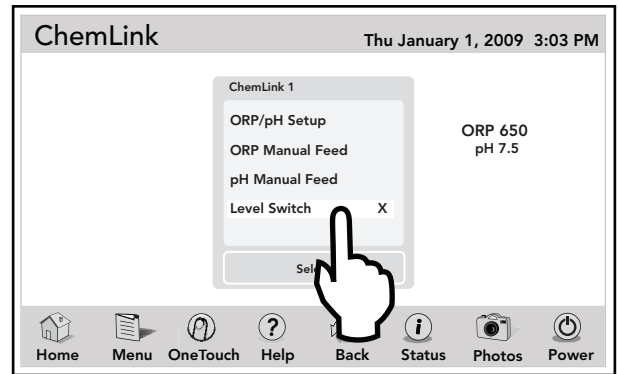 ChemLink
Thu January 1, 2009 3:03 PM
ChemLink 1
ORP/pH Setup
ORP Manual Feed
pH Manual Feed
Level Switch X
ORP 650
pH 7.5
Home Menu OneTouch Help Back Status Photos Power